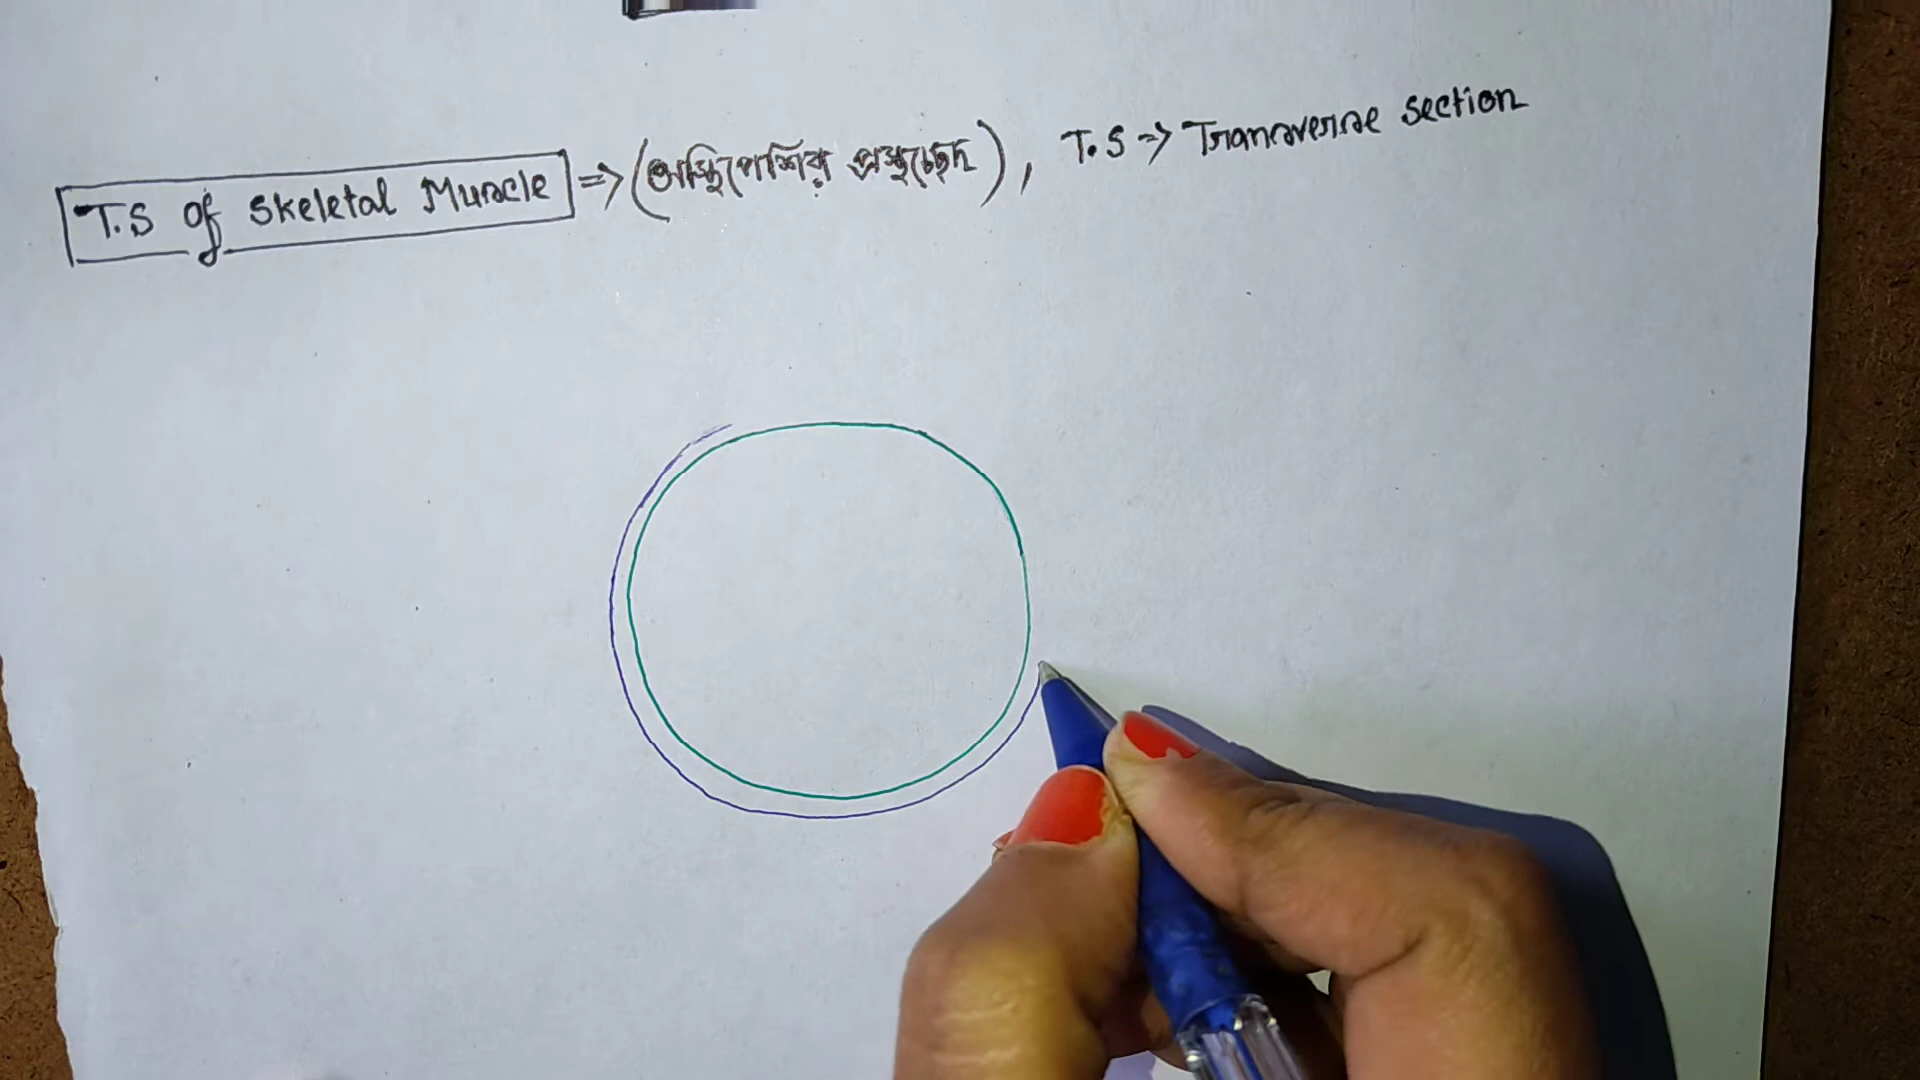 T.S of Skeletal Muscle => (অস্থিপেশির প্রস্থচ্ছেদ), T.S => Transverse section